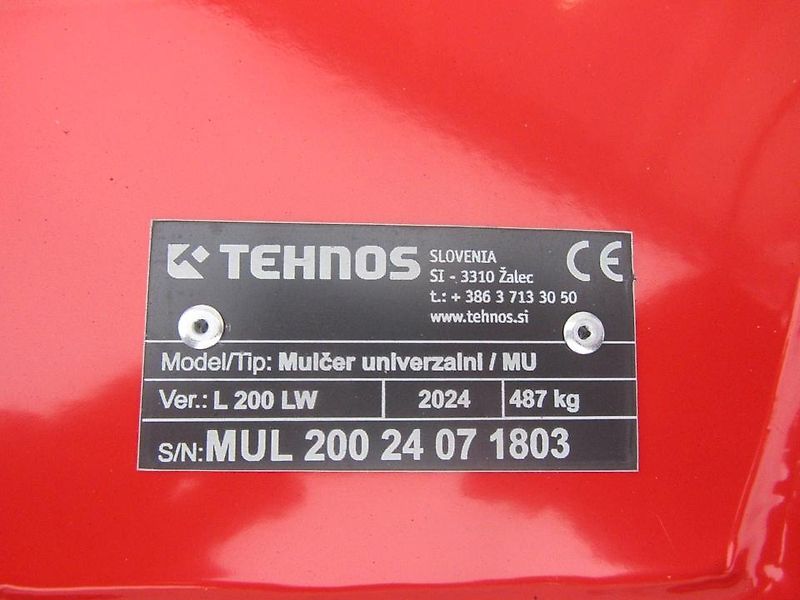 TEHNOS
SLOVENIA
SI - 3310 Žalec
t.: + 386 3 713 30 50
www.tehnos.si
CE
Model/Tip: Mulčer univerzalni / MU
Ver.: L 200 LW 2024 487 kg
S/N: MUL 200 24 07 1803